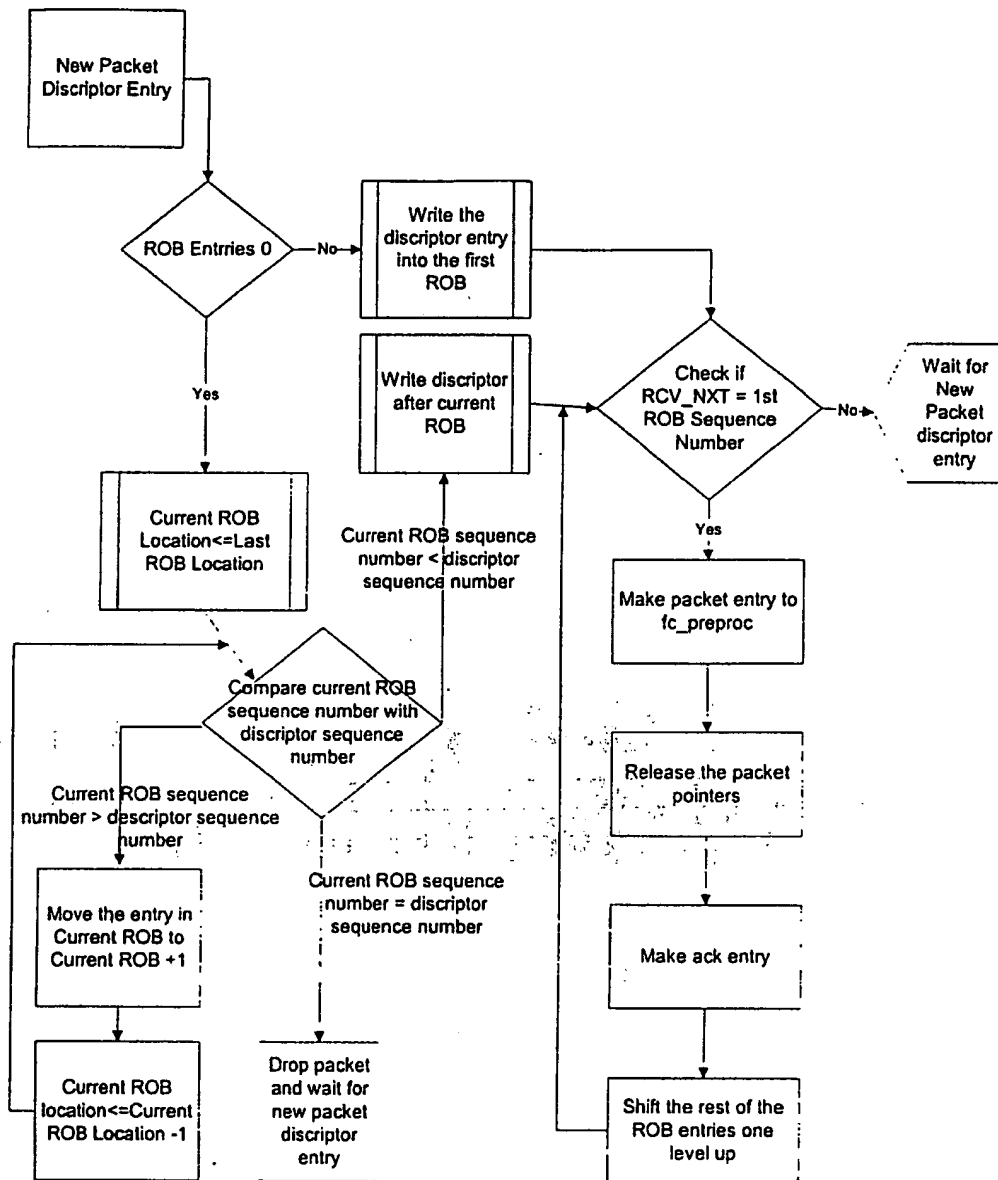 New Packet
Discriptor Entry
ROB Entrries 0
No
Write the
discriptor entry
into the first
ROB
Yes
Write discriptor
after current
ROB
Check if
RCV_NXT = 1st
ROB Sequence
Number
No
Wait for
New
Packet
discriptor
entry
Current ROB
Location<=Last
ROB Location
Current ROB sequence
number < discriptor
sequence number
Yes
Make packet entry to
fc_preproc
Compare current ROB
sequence number with
discriptor sequence
number
Release the packet
pointers
Current ROB sequence
number > descriptor sequence
number
Current ROB sequence
number = discriptor
sequence number
Move the entry in
Current ROB to
Current ROB +1
Make ack entry
Current ROB
location<=Current
ROB Location -1
Drop packet
and wait for
new packet
discriptor
entry
Shift the rest of the
ROB entries one
level up